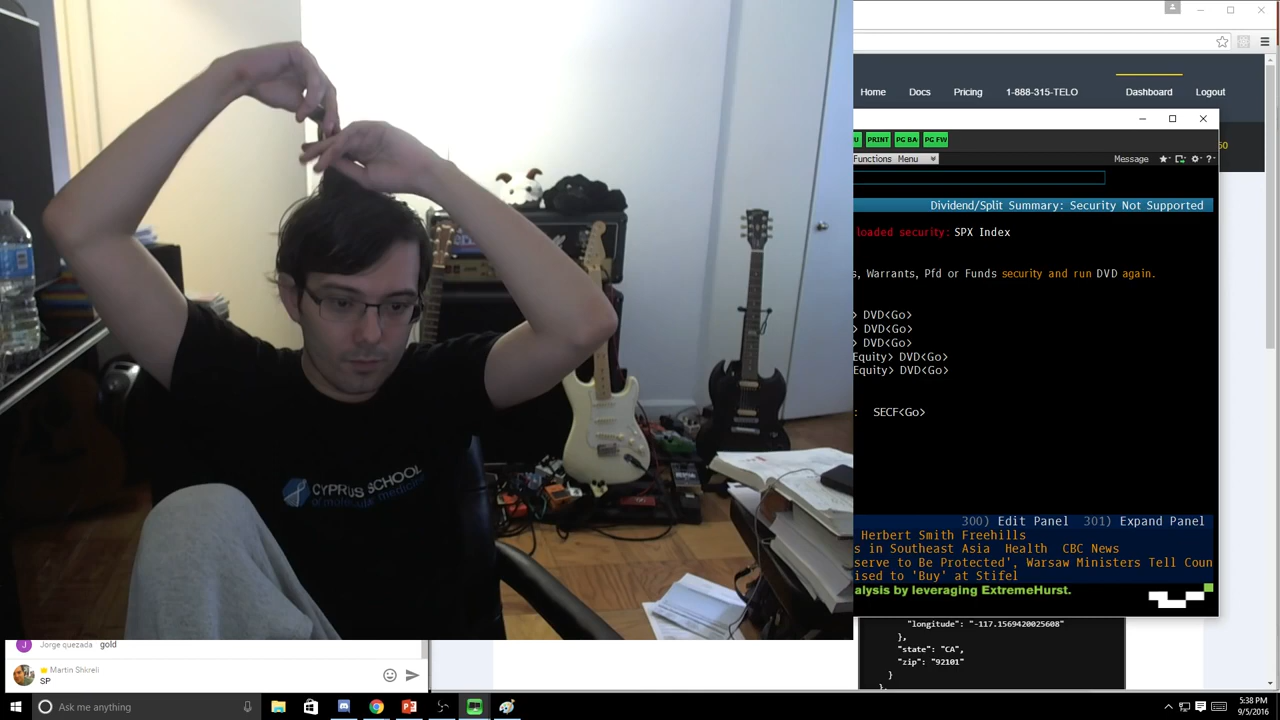 Home
Docs
Pricing
1-888-315-TELO
Dashboard
Logout
PRINT
PG BA
PG FW
Functions Menu
Message
Dividend/Split Summary: Security Not Supported
loaded security: SPX Index
s, Warrants, Pfd or Funds security and run DVD again.
> DVD<Go>
> DVD<Go>
> DVD<Go>
Equity> DVD<Go>
Equity> DVD<Go>
: SECF<Go>
CYPRUS SCHOOL
of molecular medicine
300) Edit Panel 301) Expand Panel
Herbert Smith Freehills
s in Southeast Asia Health CBC News
serve to Be Protected', Warsaw Ministers Tell Coun
ised to 'Buy' at Stifel
alysis by leveraging ExtremeHurst.
"longitude": "-117.1569420025608"
},
"state": "CA",
"zip": "92101"
}
},
J Jorge quezada gold
Martin Shkreli
SP
Ask me anything
5:38 PM
9/5/2016